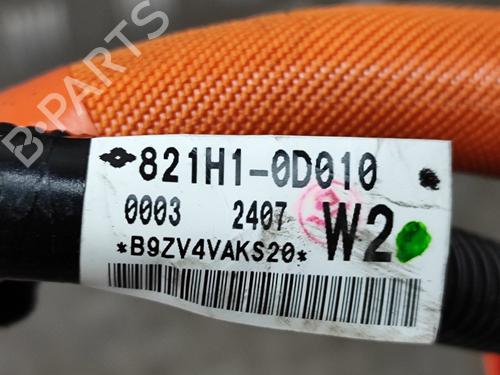 B-PARTS
821H1-0D010
0003 2407
*B9ZV4VAKS20*
W2